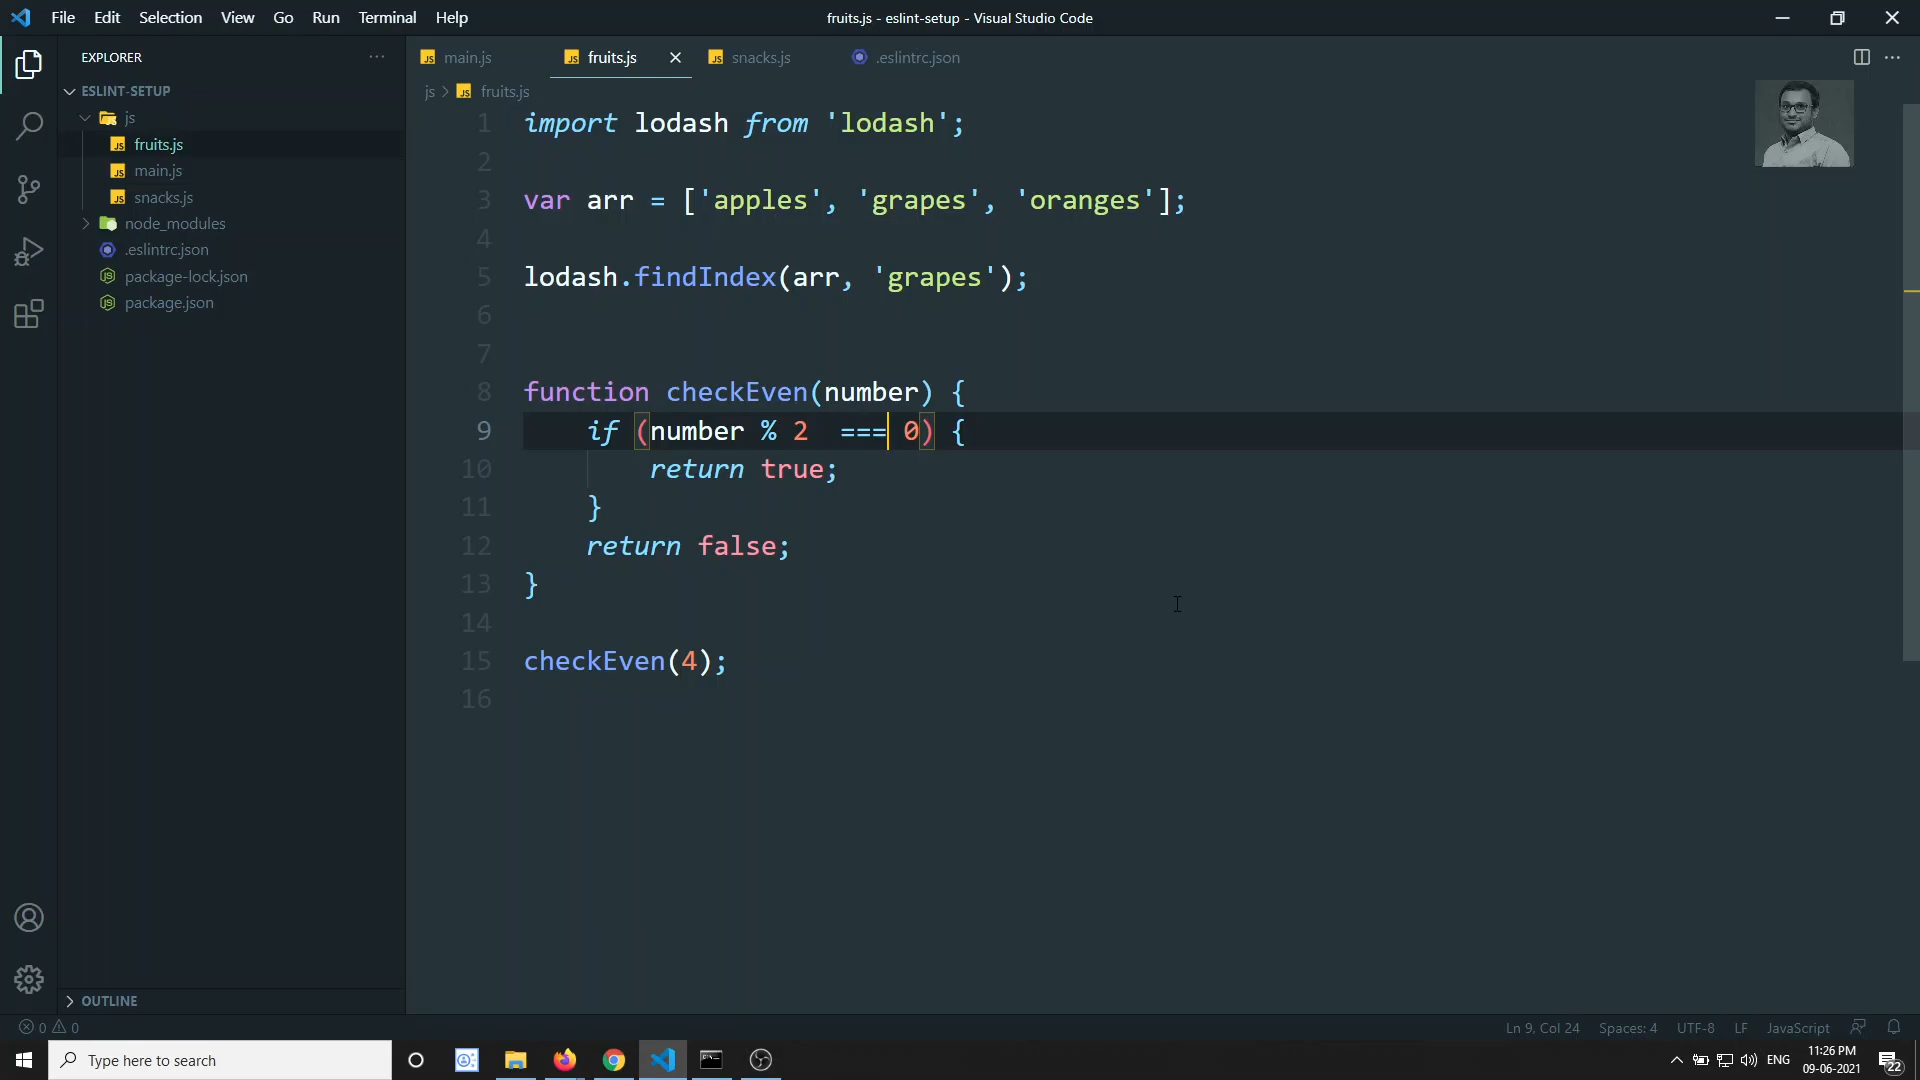 File Edit Selection View Go Run Terminal Help
fruits.js - eslint-setup - Visual Studio Code
EXPLORER
ESLINT-SETUP
js
fruits.js
main.js
snacks.js
node_modules
.eslintrc.json
package-lock.json
package.json
OUTLINE
main.js fruits.js snacks.js .eslintrc.json
js > fruits.js
1 import lodash from 'lodash';
2
3 var arr = ['apples', 'grapes', 'oranges'];
4
5 lodash.findIndex(arr, 'grapes');
6
7
8 function checkEven(number) {
9 if (number % 2  === 0) {
10 return true;
11 }
12 return false;
13 }
14
15 checkEven(4);
16
0 0
Ln 9, Col 24 Spaces: 4 UTF-8 LF JavaScript
Type here to search
ENG
11:26 PM
09-06-2021
22